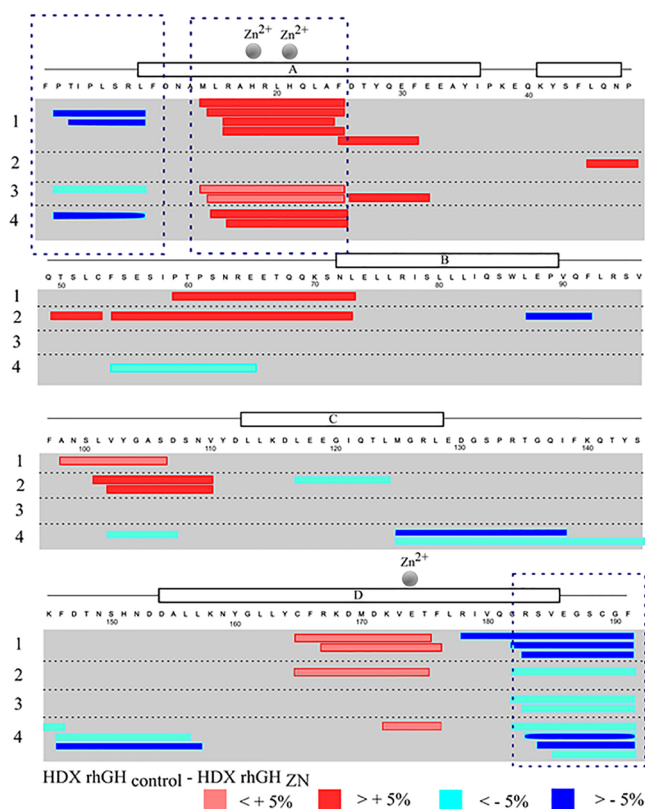 Zn2+ Zn2+
A
F P T I P L S R L F D N A M L R A H R L H Q L A F D T Y Q E F E E A Y I P K E Q K Y S F L Q N P
20 30 40
1
2
3
4
B
Q T S L C F S E S I P T P S N R E E T Q Q K S N L E L L R I S L L L I Q S W L E P V Q F L R S V
50 60 70 80 90
1
2
3
4
C
F A N S L V Y G A S D S N V Y D L L K D L E E G I Q T L M G R L E D G S P R T G Q I F K Q T Y S
100 110 120 130 140
1
2
3
4
Zn2+
D
K F D T N S H N D D A L L K N Y G L L Y C F R K D M D K V E T F L R I V Q C R S V E G S C G F
150 160 170 180 190
1
2
3
4
HDX rhGH control - HDX rhGH ZN
< + 5% > + 5% < - 5% > - 5%